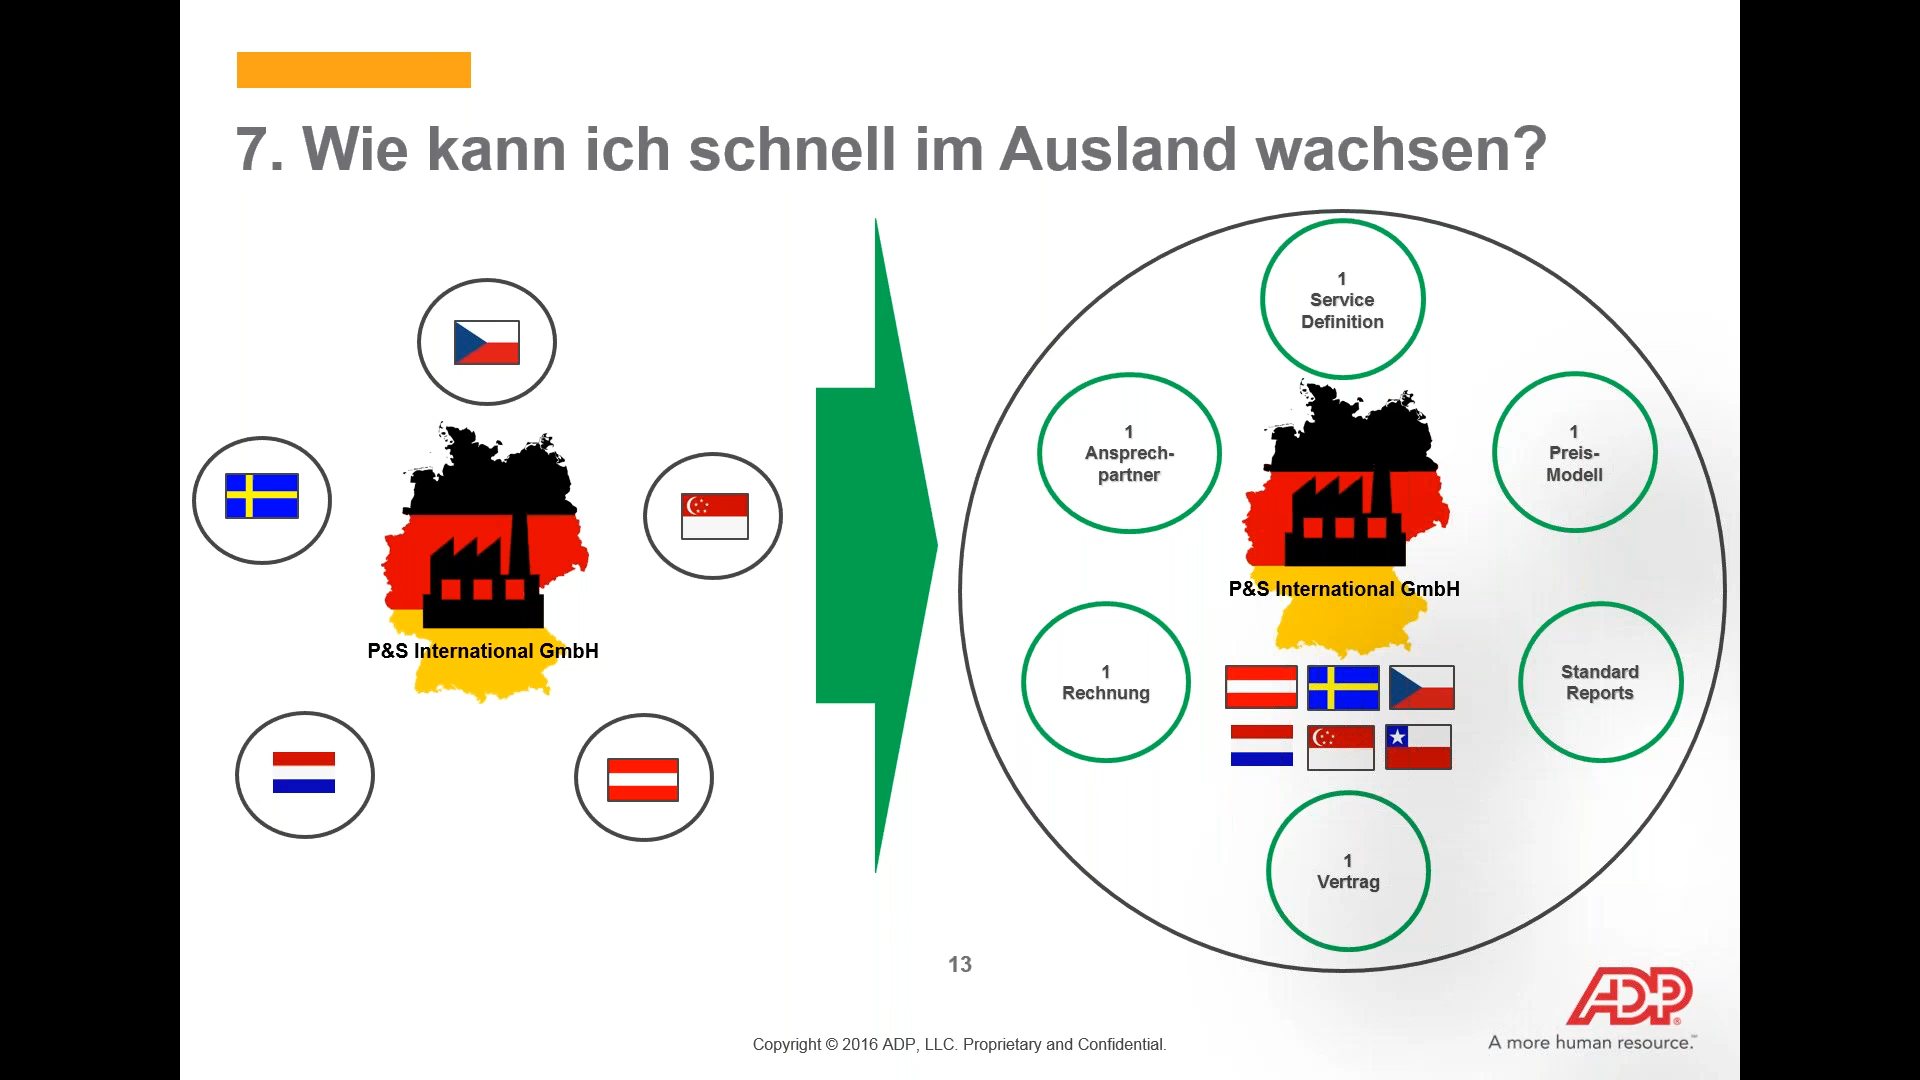 7. Wie kann ich schnell im Ausland wachsen?
P&S International GmbH
1
Service
Definition
1
Ansprech-
partner
1
Preis-
Modell
P&S International GmbH
1
Rechnung
Standard
Reports
1
Vertrag
13
Copyright © 2016 ADP, LLC. Proprietary and Confidential.
ADP®
A more human resource.™